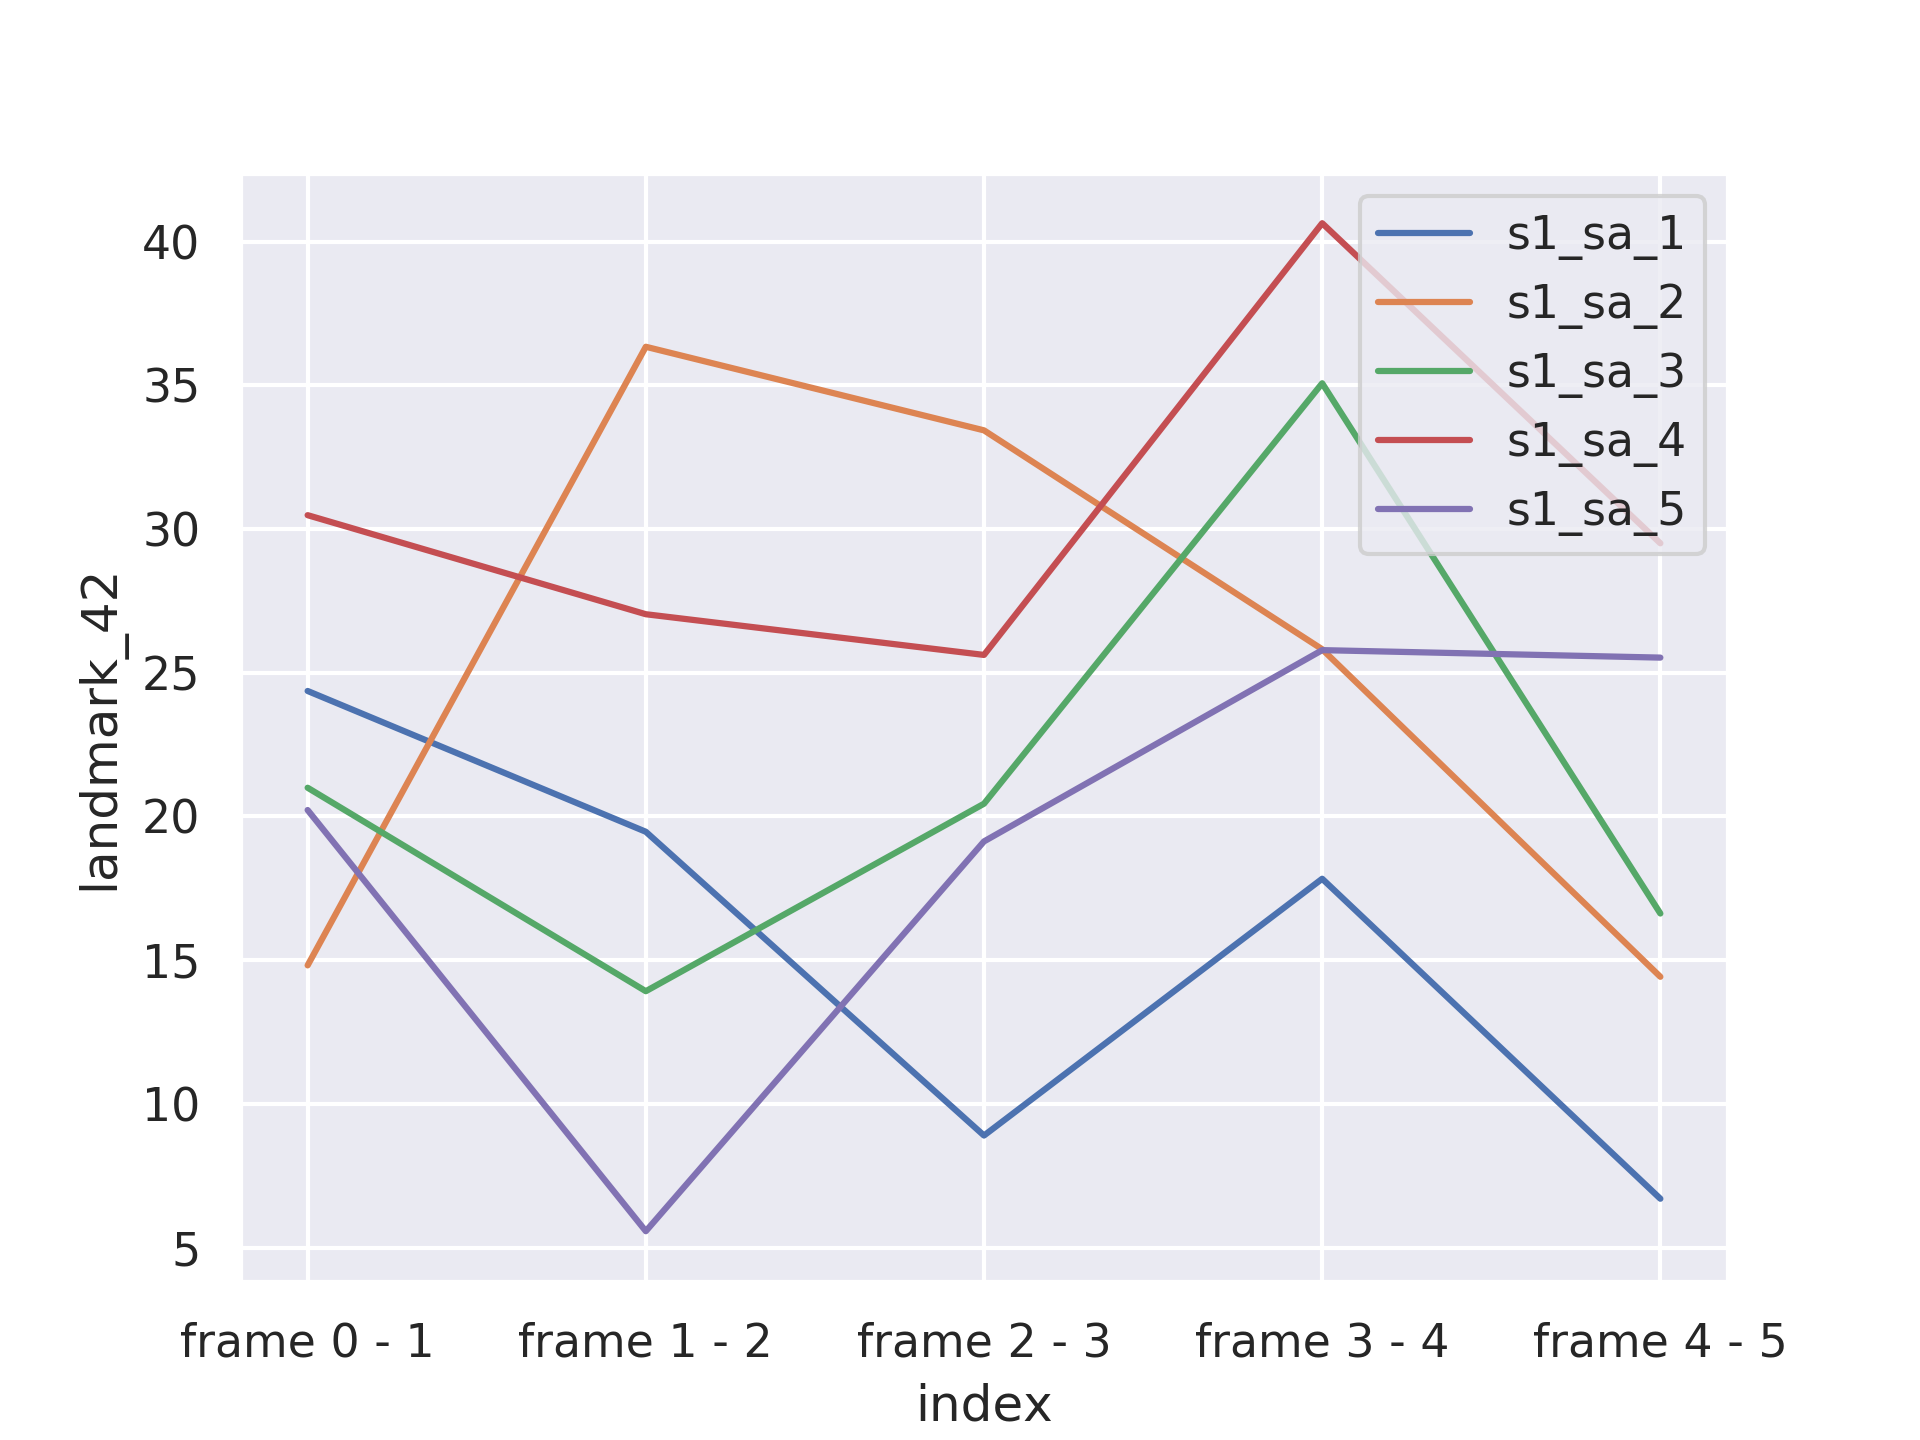 40
35
30
25
20
15
10
5
landmark_42
s1_sa_1
s1_sa_2
s1_sa_3
s1_sa_4
s1_sa_5
frame 0 - 1
frame 1 - 2
frame 2 - 3
frame 3 - 4
frame 4 - 5
index